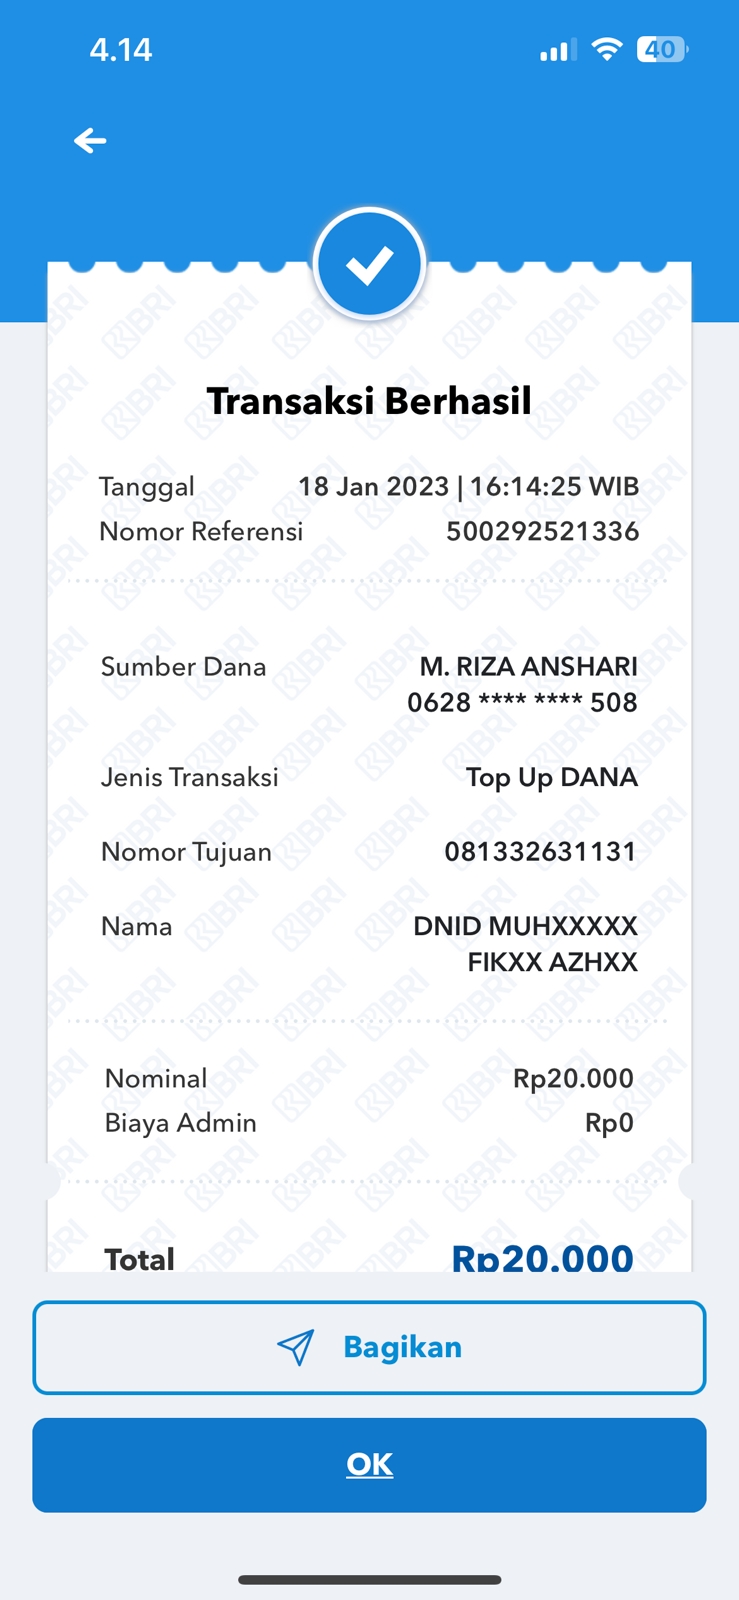 4.14
40
Transaksi Berhasil
Tanggal 18 Jan 2023 | 16:14:25 WIB
Nomor Referensi 500292521336
Sumber Dana M. RIZA ANSHARI
0628 **** **** 508
Jenis Transaksi Top Up DANA
Nomor Tujuan 081332631131
Nama DNID MUHXXXXX
FIKXX AZHXX
Nominal Rp20.000
Biaya Admin Rp0
Total Rp20.000
Bagikan
OK